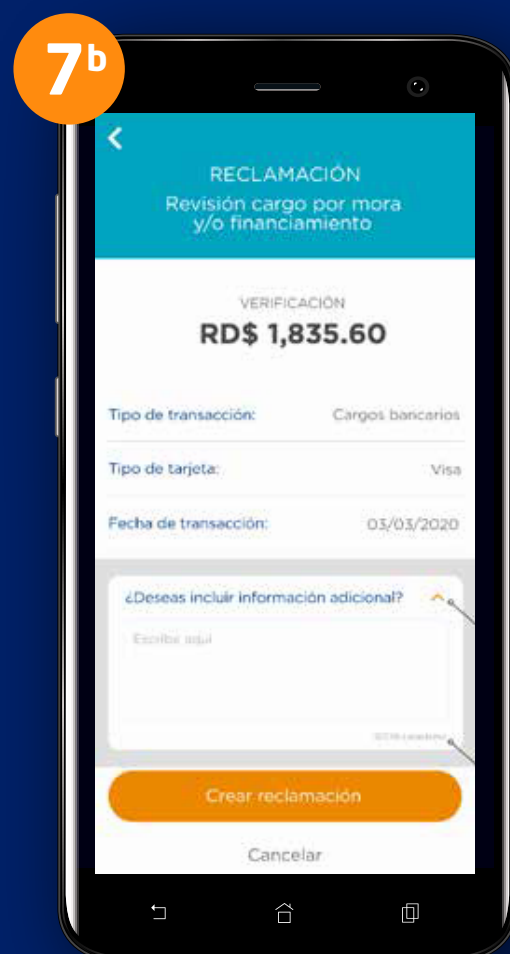 7b
RECLAMACIÓN
Revisión cargo por mora
y/o financiamiento
VERIFICACIÓN
RD$ 1,835.60
Tipo de transacción: Cargos bancarios
Tipo de tarjeta: Visa
Fecha de transacción: 03/03/2020
¿Deseas incluir información adicional?
Escribe aquí
Crear reclamación
Cancelar